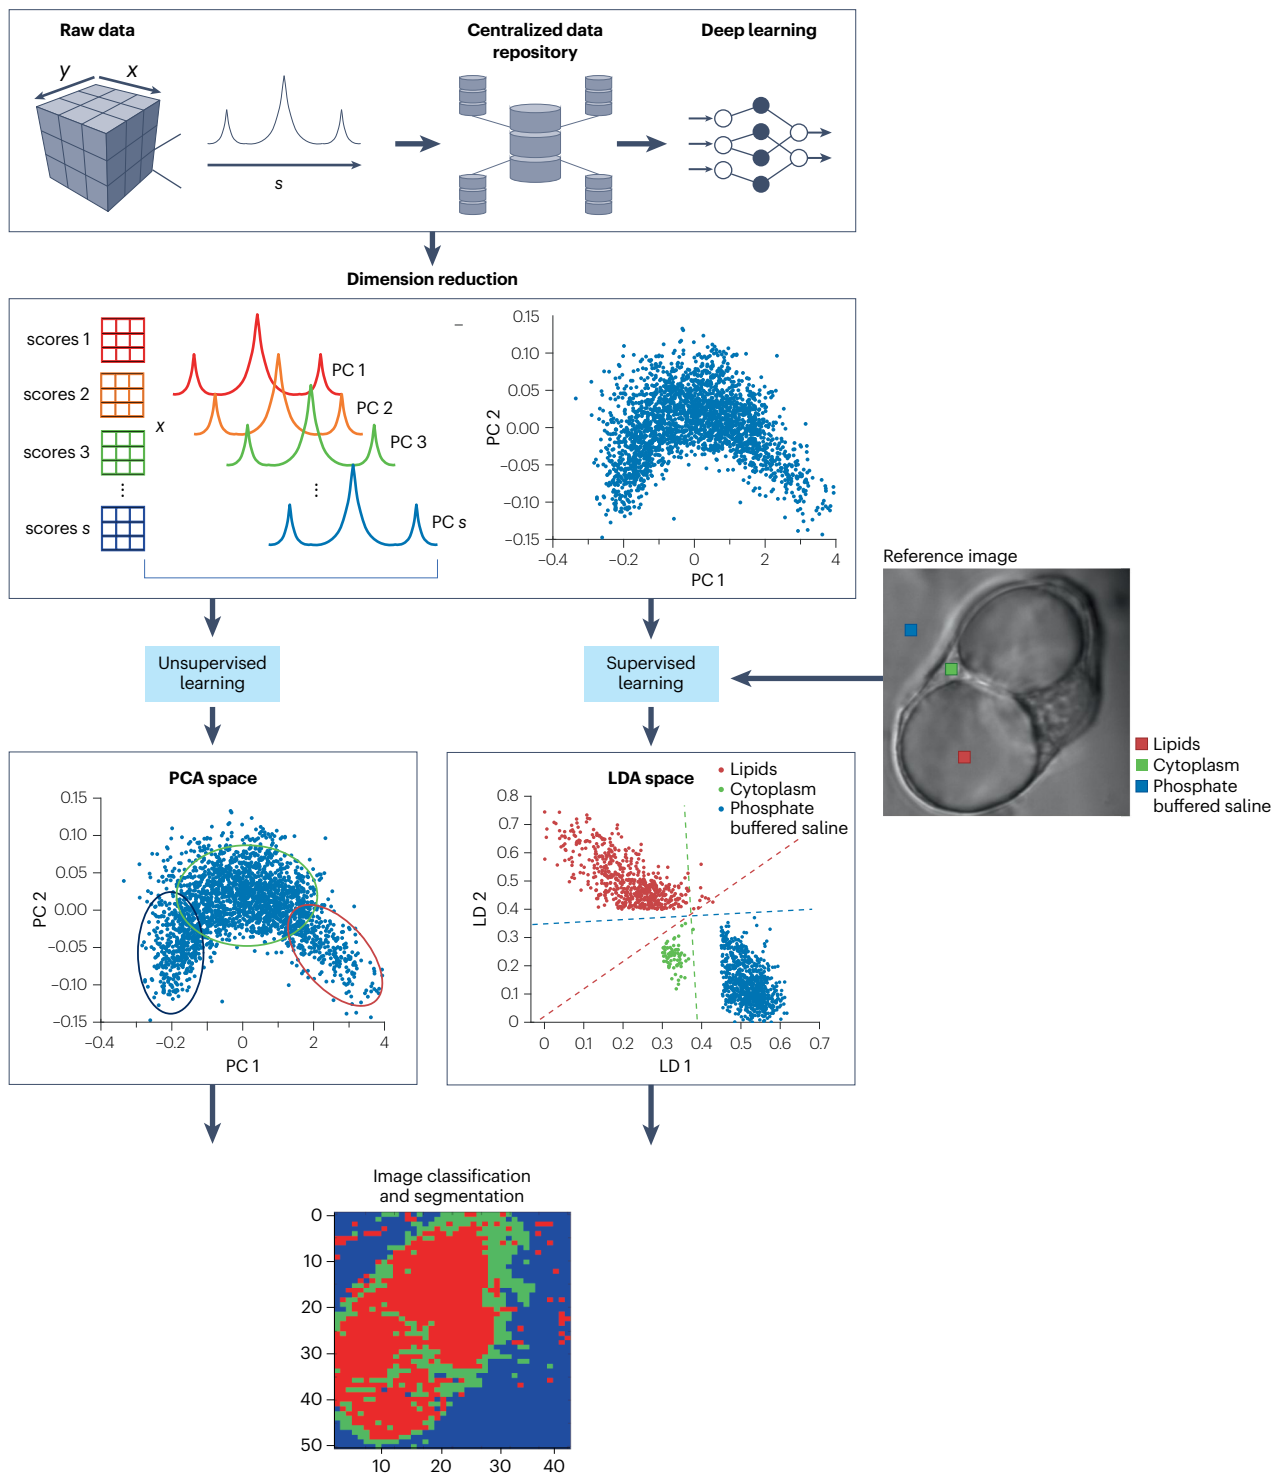 Raw data
Centralized data
repository
Deep learning
y
x
s
Dimension reduction
scores 1
scores 2
scores 3
⋮
scores s
x
PC 1
PC 2
PC 3
⋮
PC s
–
0.15
0.10
0.05
0.00
−0.05
−0.10
−0.15
PC 2
−0.4
−0.2
0
2
4
PC 1
Reference image
Unsupervised
learning
Supervised
learning
Lipids
Cytoplasm
Phosphate
buffered saline
PCA space
0.15
0.10
0.05
0.00
−0.05
−0.10
−0.15
PC 2
−0.4
−0.2
0
2
4
PC 1
LDA space
Lipids
Cytoplasm
Phosphate
buffered saline
0.8
0.7
0.6
0.5
0.4
0.3
0.2
0.1
0
LD 2
0
0.1
0.2
0.3
0.4
0.5
0.6
0.7
LD 1
Image classification
and segmentation
0
10
20
30
40
50
10
20
30
40